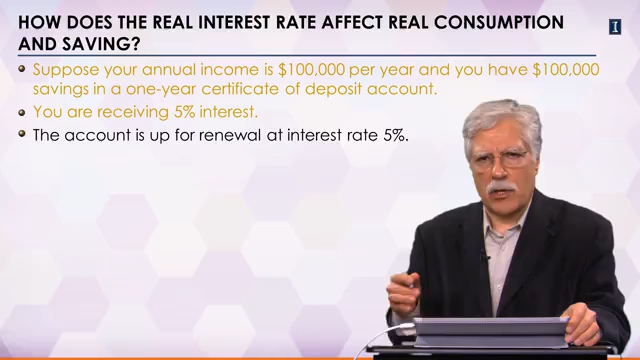 HOW DOES THE REAL INTEREST RATE AFFECT REAL CONSUMPTION
AND SAVING?
Suppose your annual income is $100,000 per year and you have $100,000
savings in a one-year certificate of deposit account.
You are receiving 5% interest.
The account is up for renewal at interest rate 5%.
I